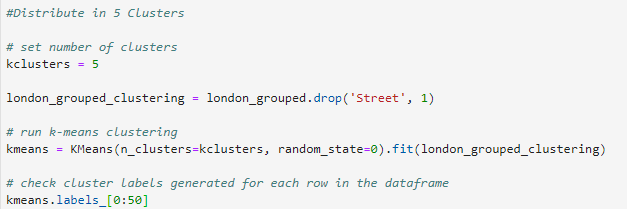 #Distribute in 5 Clusters
# set number of clusters
kclusters = 5
london_grouped_clustering = london_grouped.drop('Street', 1)
# run k-means clustering
kmeans = KMeans(n_clusters=kclusters, random_state=0).fit(london_grouped_clustering)
# check cluster labels generated for each row in the dataframe
kmeans.labels_[0:50]